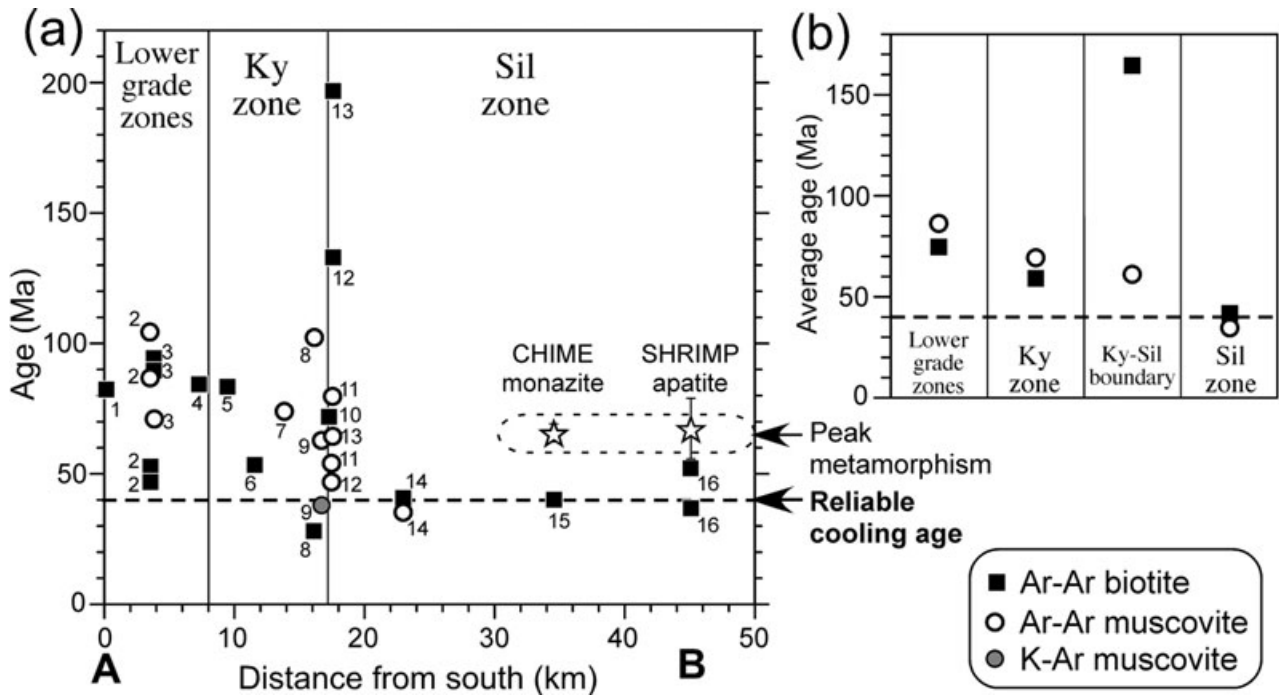 (a)
Lower
grade
zones
Ky
zone
Sil
zone
200
150
100
50
0
Age (Ma)
13
12
2
3
3
2
3
1
4
5
2
2
8
7
6
9
11
10
13
11
12
9
8
14
14
15
16
16
CHIME
monazite
SHRIMP
apatite
Peak
metamorphism
Reliable
cooling age
0
10
20
30
40
50
A
Distance from south (km)
B
(b)
150
100
50
0
Average age (Ma)
Lower
grade
zones
Ky
zone
Ky-Sil
boundary
Sil
zone
Ar-Ar biotite
Ar-Ar muscovite
K-Ar muscovite